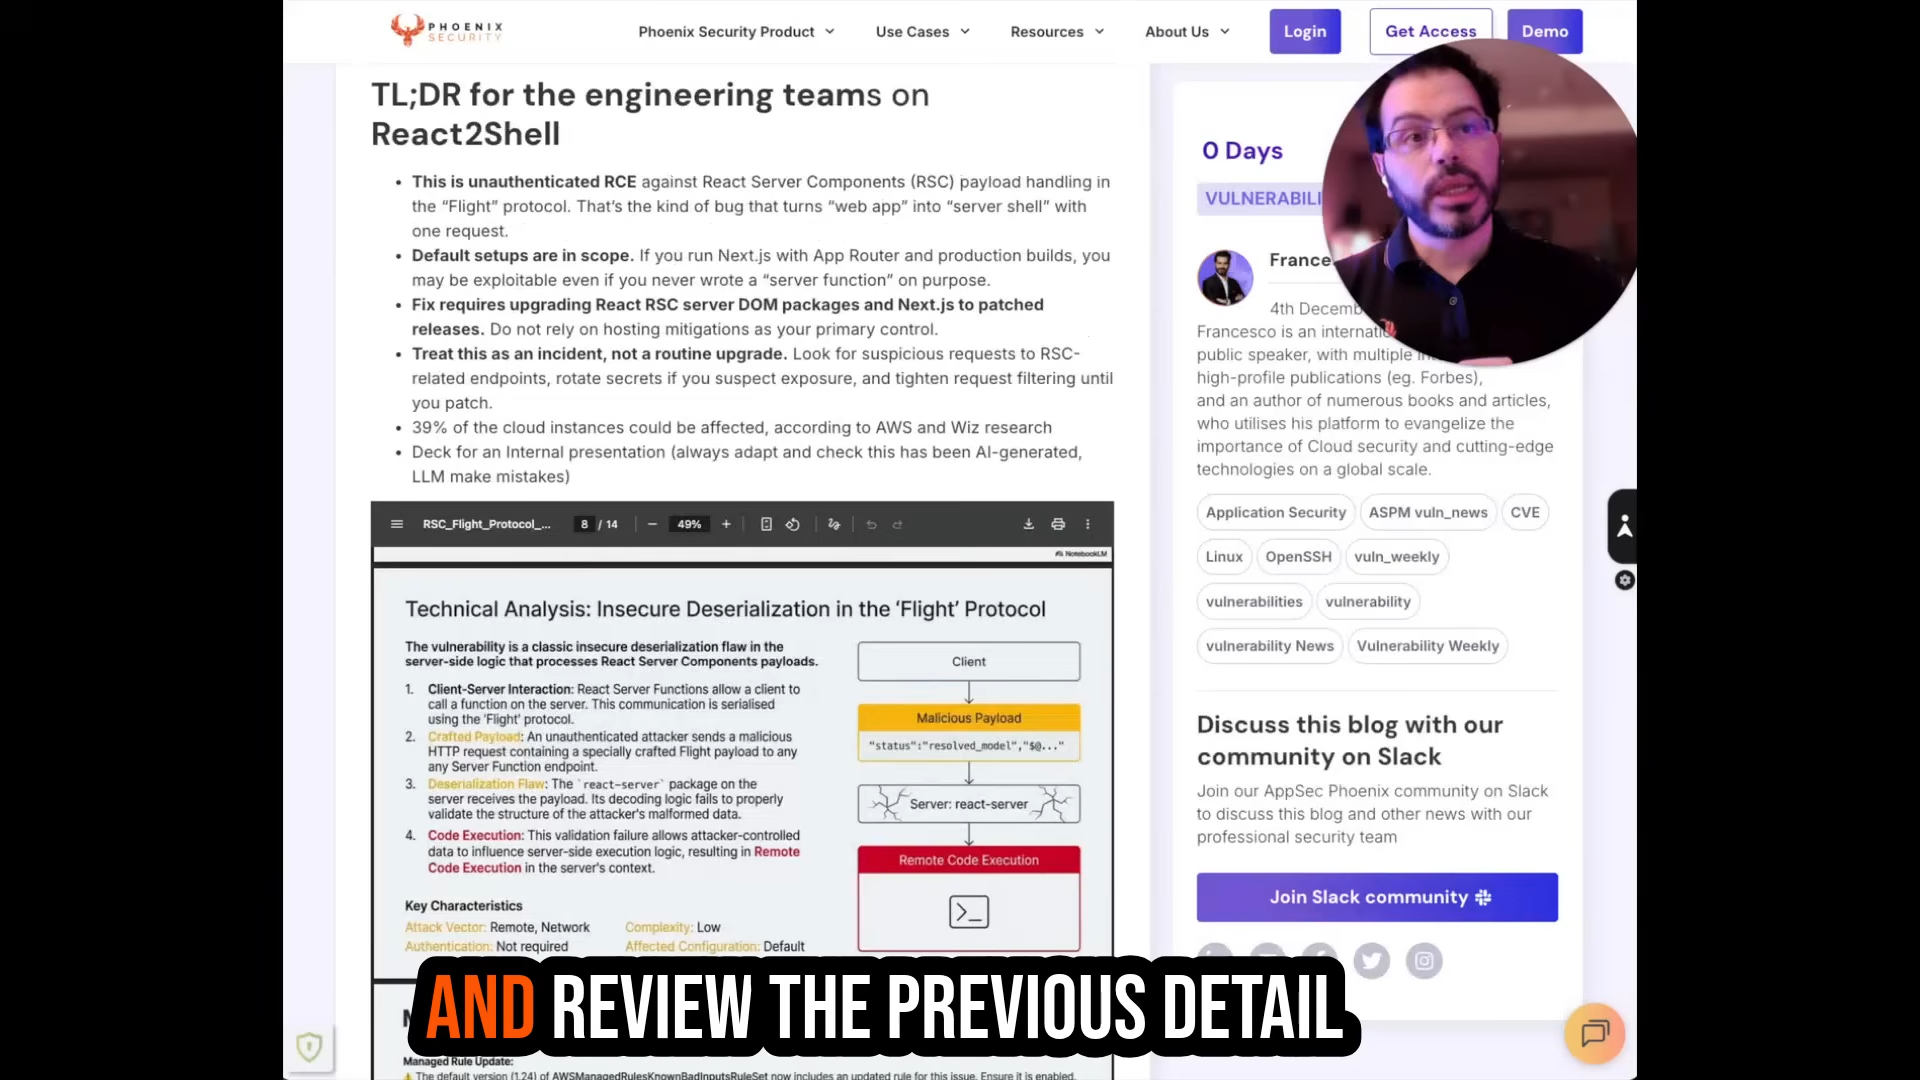 PHOENIX
SECURITY
Phoenix Security Product
Use Cases
Resources
About Us
Login
Get Access
Demo
TL;DR for the engineering teams on
React2Shell
• This is unauthenticated RCE against React Server Components (RSC) payload handling in
the “Flight” protocol. That’s the kind of bug that turns “web app” into “server shell” with
one request.
• Default setups are in scope. If you run Next.js with App Router and production builds, you
may be exploitable even if you never wrote a “server function” on purpose.
• Fix requires upgrading React RSC server DOM packages and Next.js to patched
releases. Do not rely on hosting mitigations as your primary control.
• Treat this as an incident, not a routine upgrade. Look for suspicious requests to RSC-
related endpoints, rotate secrets if you suspect exposure, and tighten request filtering until
you patch.
• 39% of the cloud instances could be affected, according to AWS and Wiz research
• Deck for an Internal presentation (always adapt and check this has been AI-generated,
LLM make mistakes)
RSC_Flight_Protocol_...
8 / 14
49%
NotebookLM
Technical Analysis: Insecure Deserialization in the ‘Flight’ Protocol
The vulnerability is a classic insecure deserialization flaw in the
server-side logic that processes React Server Components payloads.
1. Client-Server Interaction: React Server Functions allow a client to
call a function on the server. This communication is serialised
using the 'Flight' protocol.
2. Crafted Payload: An unauthenticated attacker sends a malicious
HTTP request containing a specially crafted Flight payload to any
any Server Function endpoint.
3. Deserialization Flaw: The `react-server` package on the
server receives the payload. Its decoding logic fails to properly
validate the structure of the attacker's malformed data.
4. Code Execution: This validation failure allows attacker-controlled
data to influence server-side execution logic, resulting in Remote
Code Execution in the server's context.
Key Characteristics
Attack Vector: Remote, Network
Complexity: Low
Authentication: Not required
Affected Configuration: Default
Client
Malicious Payload
"status":"resolved_model","$@..."
Server: react-server
Remote Code Execution
>_
Managed Rule Update:
The default version (1.24) of AWSManagedRulesKnownBadInputsRuleSet now includes an updated rule for this issue. Ensure it is enabled.
0 Days
VULNERABILI
France
4th Decemb
Francesco is an internati
public speaker, with multiple in
high-profile publications (eg. Forbes),
and an author of numerous books and articles,
who utilises his platform to evangelize the
importance of Cloud security and cutting-edge
technologies on a global scale.
Application Security
ASPM vuln_news
CVE
Linux
OpenSSH
vuln_weekly
vulnerabilities
vulnerability
vulnerability News
Vulnerability Weekly
Discuss this blog with our
community on Slack
Join our AppSec Phoenix community on Slack
to discuss this blog and other news with our
professional security team
Join Slack community
AND REVIEW THE PREVIOUS DETAIL